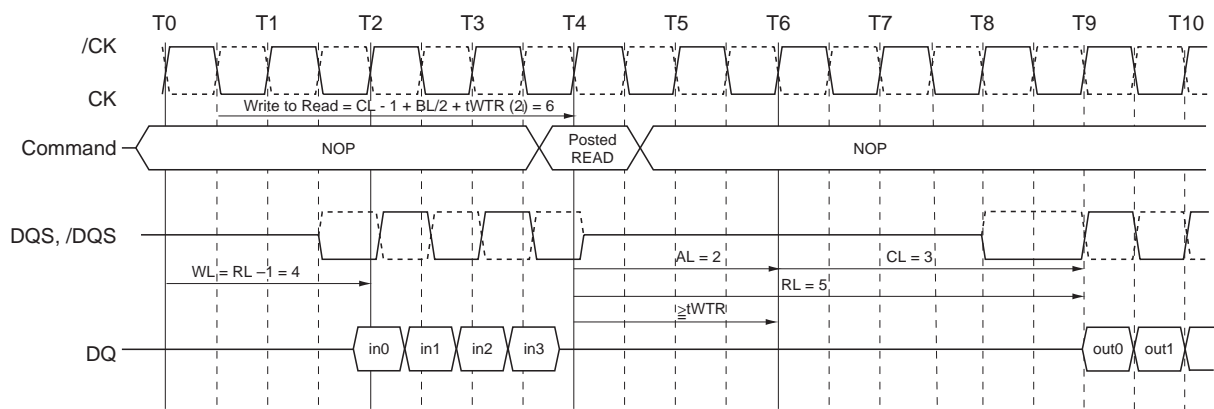 T0 T1 T2 T3 T4 T5 T6 T7 T8 T9 T10
/CK
CK
Write to Read = CL - 1 + BL/2 + tWTR (2) = 6
Command NOP Posted READ NOP
DQS, /DQS
WL = RL –1 = 4
AL = 2 CL = 3
RL = 5
≧tWTR
DQ in0 in1 in2 in3 out0 out1